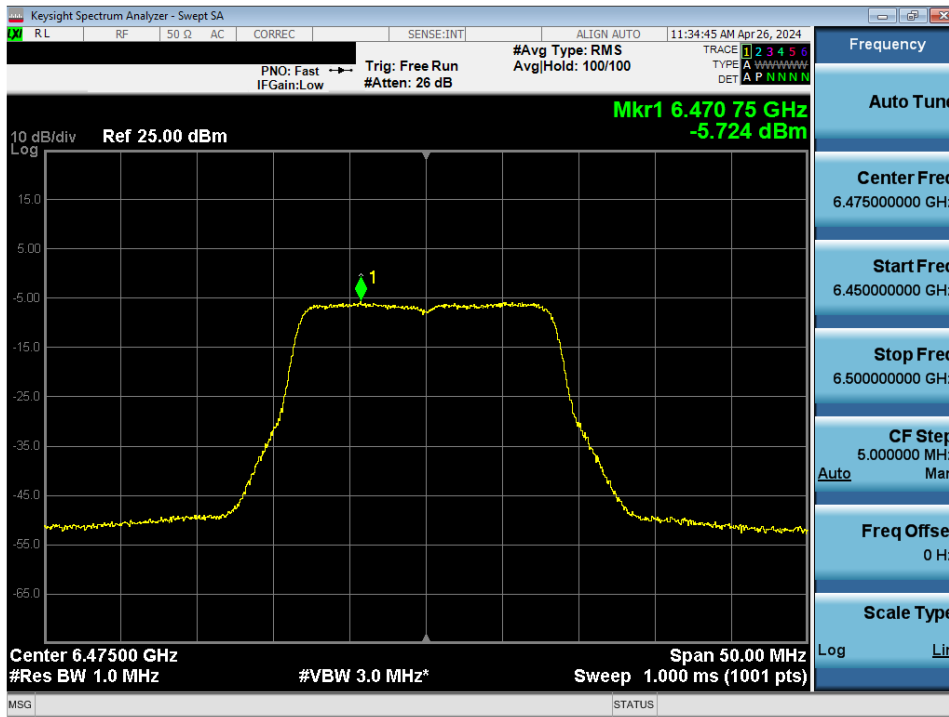 Keysight Spectrum Analyzer - Swept SA
LXI RL RF 50 Ω AC CORREC SENSE:INT ALIGN AUTO 11:34:45 AM Apr 26, 2024
PNO: Fast
IFGain:Low
Trig: Free Run
#Atten: 26 dB
#Avg Type: RMS
Avg|Hold: 100/100
TRACE 1 2 3 4 5 6
TYPE A WWWWW
DET A P N N N N
Mkr1 6.470 75 GHz
-5.724 dBm
10 dB/div Ref 25.00 dBm
Log
1
15.0
5.00
-5.00
-15.0
-25.0
-35.0
-45.0
-55.0
-65.0
Center 6.47500 GHz Span 50.00 MHz
#Res BW 1.0 MHz #VBW 3.0 MHz* Sweep 1.000 ms (1001 pts)
MSG STATUS
Frequency
Auto Tune
Center Freq
6.475000000 GHz
Start Freq
6.450000000 GHz
Stop Freq
6.500000000 GHz
CF Step
5.000000 MHz
Auto Man
Freq Offset
0 Hz
Scale Type
Log Lin